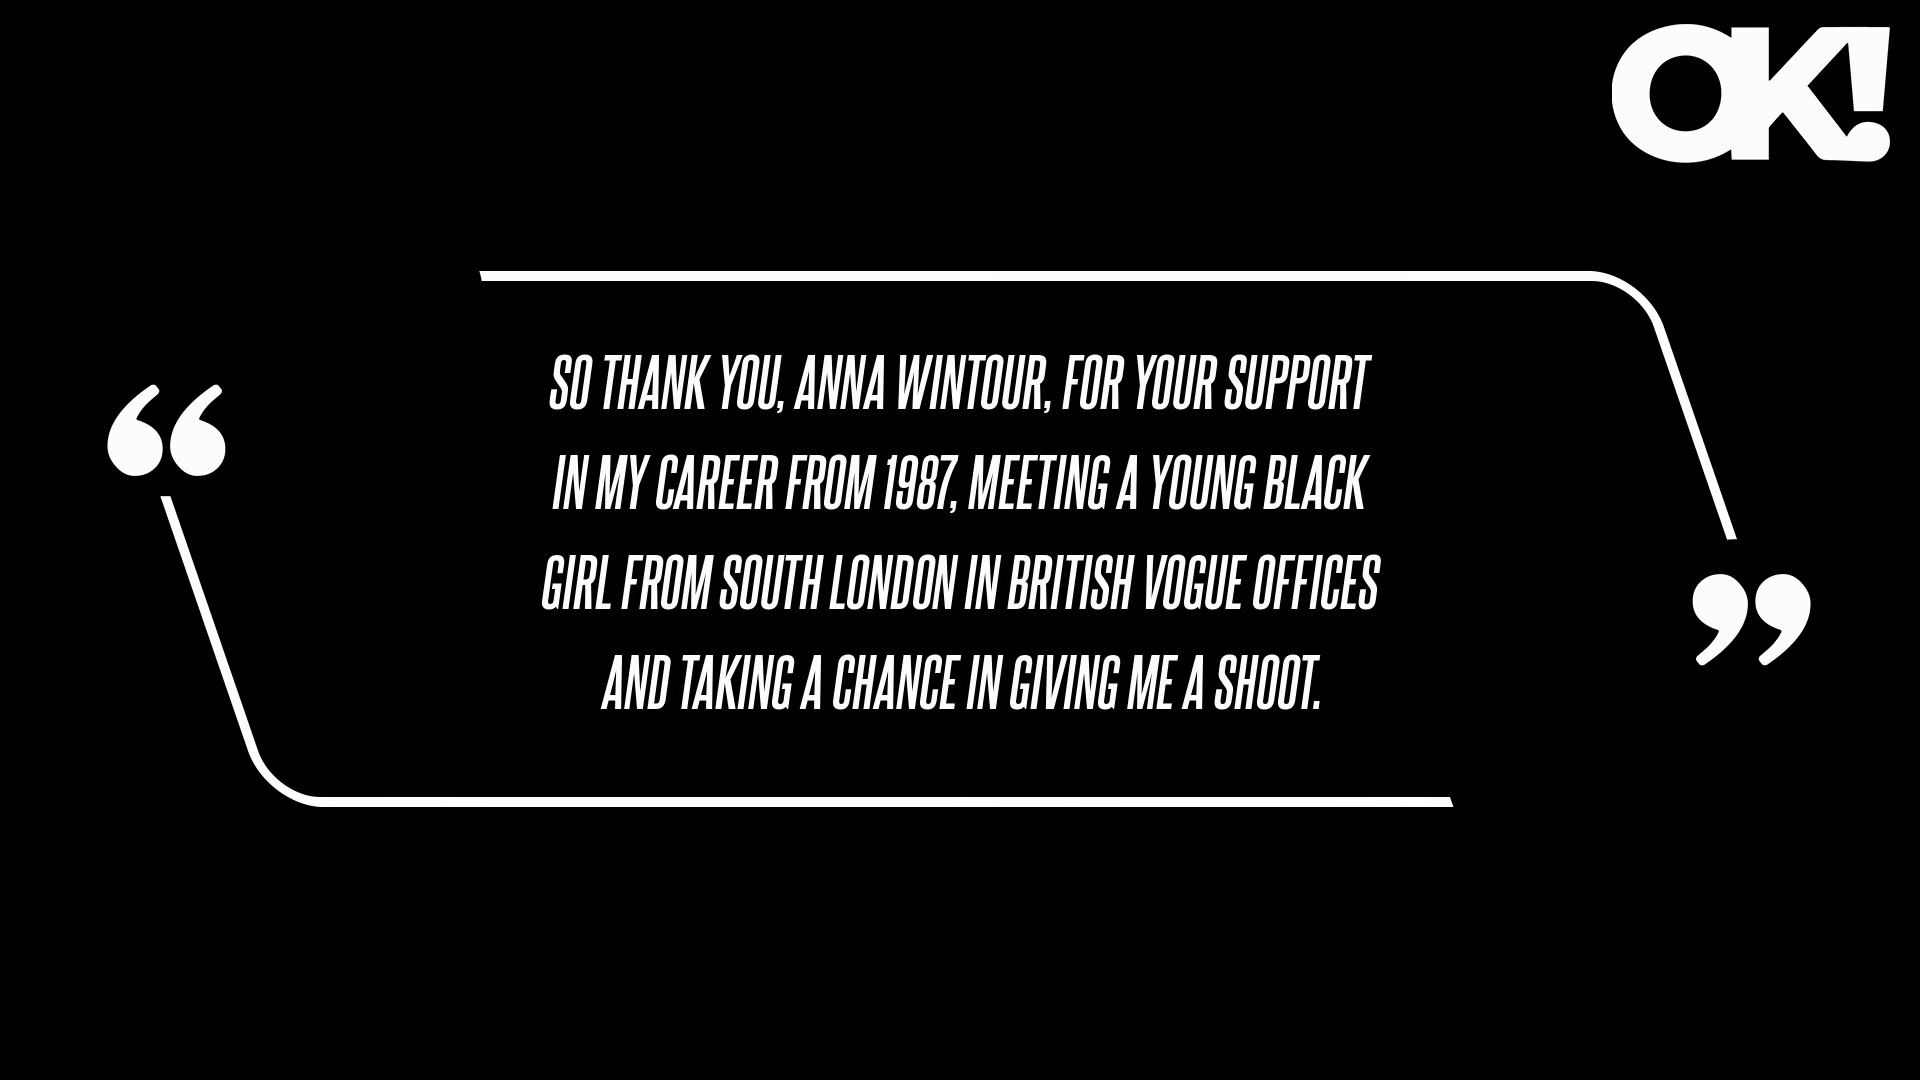 OK!
“
SO THANK YOU, ANNA WINTOUR, FOR YOUR SUPPORT
IN MY CAREER FROM 1987, MEETING A YOUNG BLACK
GIRL FROM SOUTH LONDON IN BRITISH VOGUE OFFICES
AND TAKING A CHANCE IN GIVING ME A SHOOT.
”